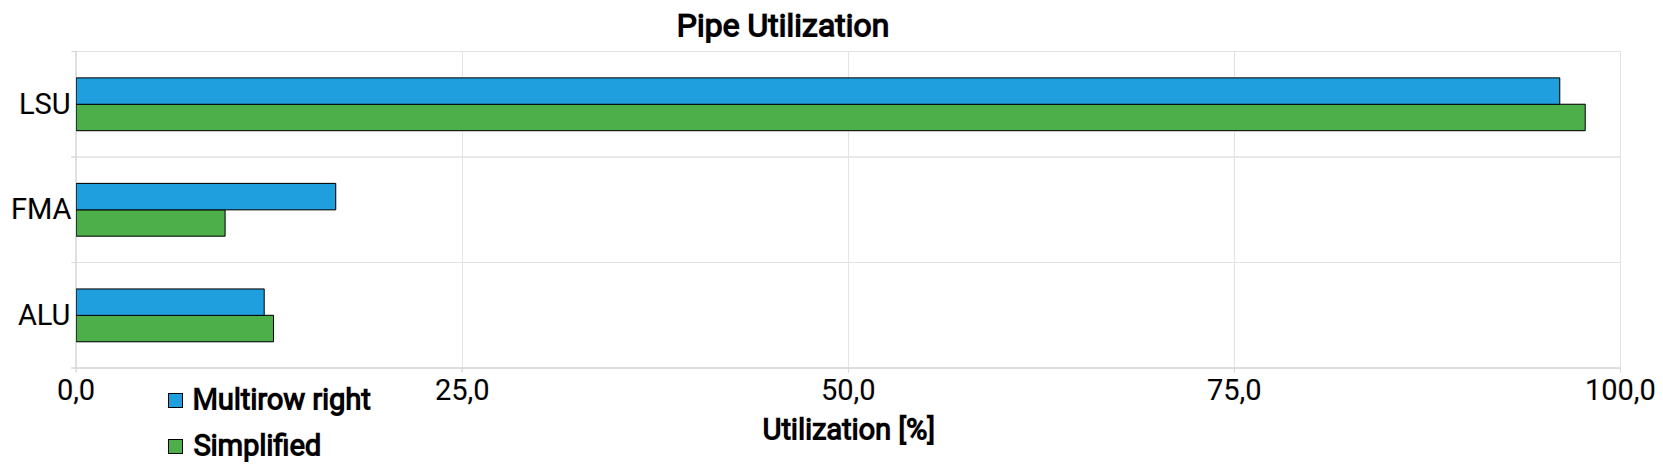 Pipe Utilization
LSU
FMA
ALU
0,0 25,0 50,0 75,0 100,0
Utilization [%]
Multirow right
Simplified